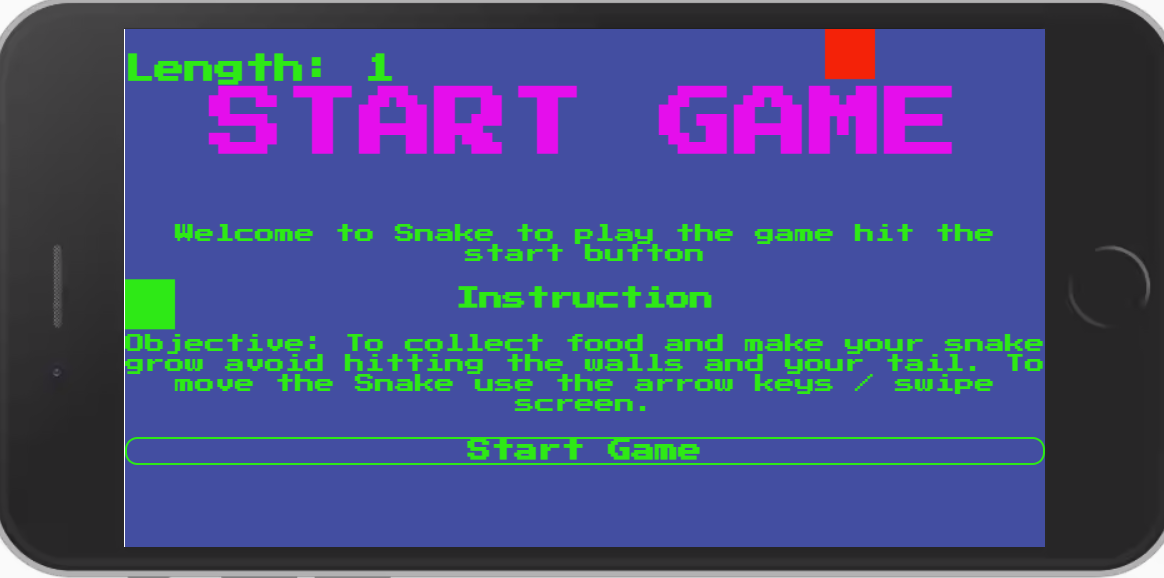 Length: 1
START GAME
Welcome to Snake to play the game hit the
start button
Instruction
Objective: To collect food and make your snake
grow avoid hitting the walls and your tail. To
move the Snake use the arrow keys / swipe
screen.
Start Game